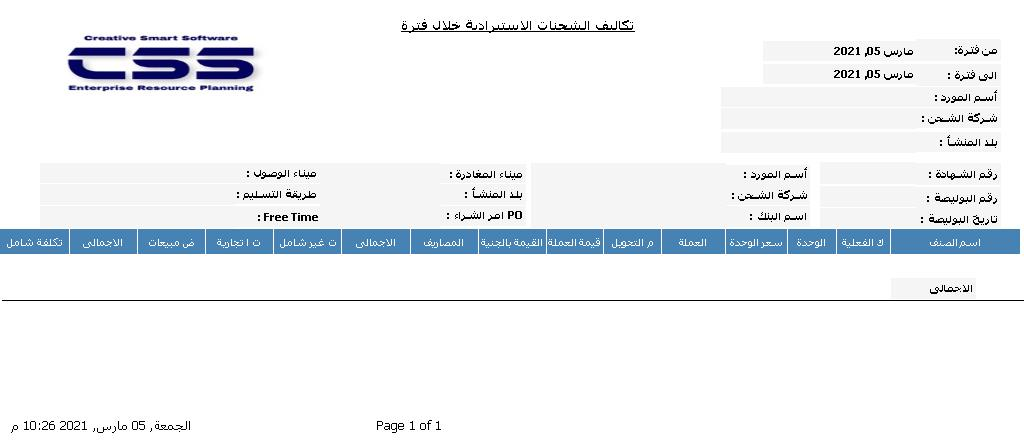 تكاليف الشحنات الاستيرادية خلال فترة
Creative Smart Software
CSS
Enterprise Resource Planning
من فترة: مارس 05, 2021
الى فترة : مارس 05, 2021
أسم المورد :
شركة الشحن :
بلد المنشأ :
رقم الشهادة : أسم المورد : ميناء المغادرة : ميناء الوصول :
رقم البوليصة : شركة الشحن : بلد المنشأ : طريقة التسليم :
تاريخ البوليصة : اسم البنك : PO امر الشراء : Free Time :
اسم الصنف ك الفعلية الوحدة سعر الوحدة العملة م التحويل قيمة العملة القيمة بالجنية المصاريف الاجمالى ت غير شامل ت ا تجارية ض مبيعات الاجمالى تكلفة شامل
الاجمالى
الجمعة, 05 مارس, 2021 10:26 م Page 1 of 1